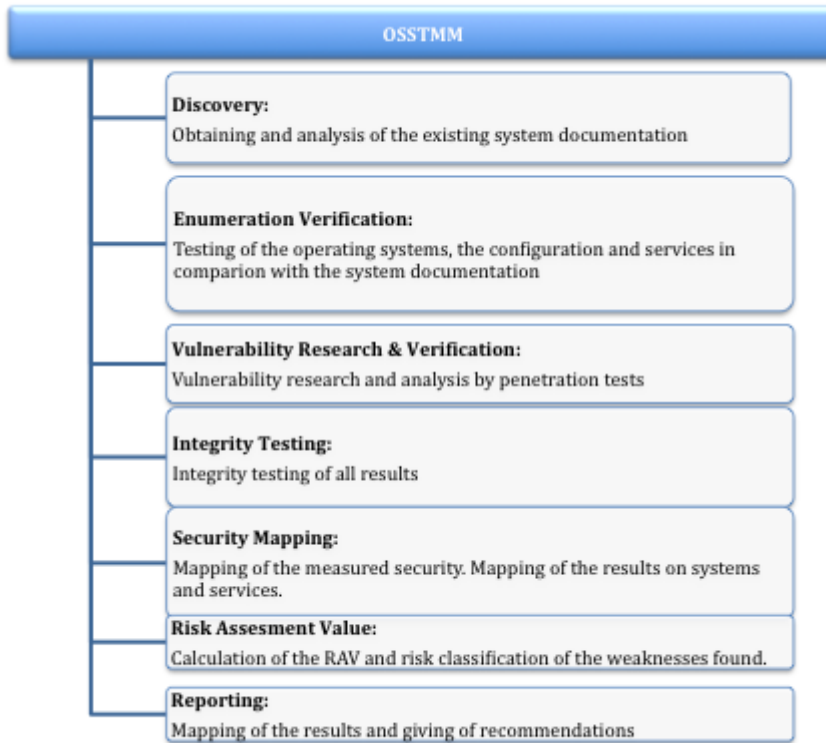 OSSTMM
Discovery:
Obtaining and analysis of the existing system documentation
Enumeration Verification:
Testing of the operating systems, the configuration and services in
comparion with the system documentation
Vulnerability Research & Verification:
Vulnerability research and analysis by penetration tests
Integrity Testing:
Integrity testing of all results
Security Mapping:
Mapping of the measured security. Mapping of the results on systems
and services.
Risk Assesment Value:
Calculation of the RAV and risk classification of the weaknesses found.
Reporting:
Mapping of the results and giving of recommendations